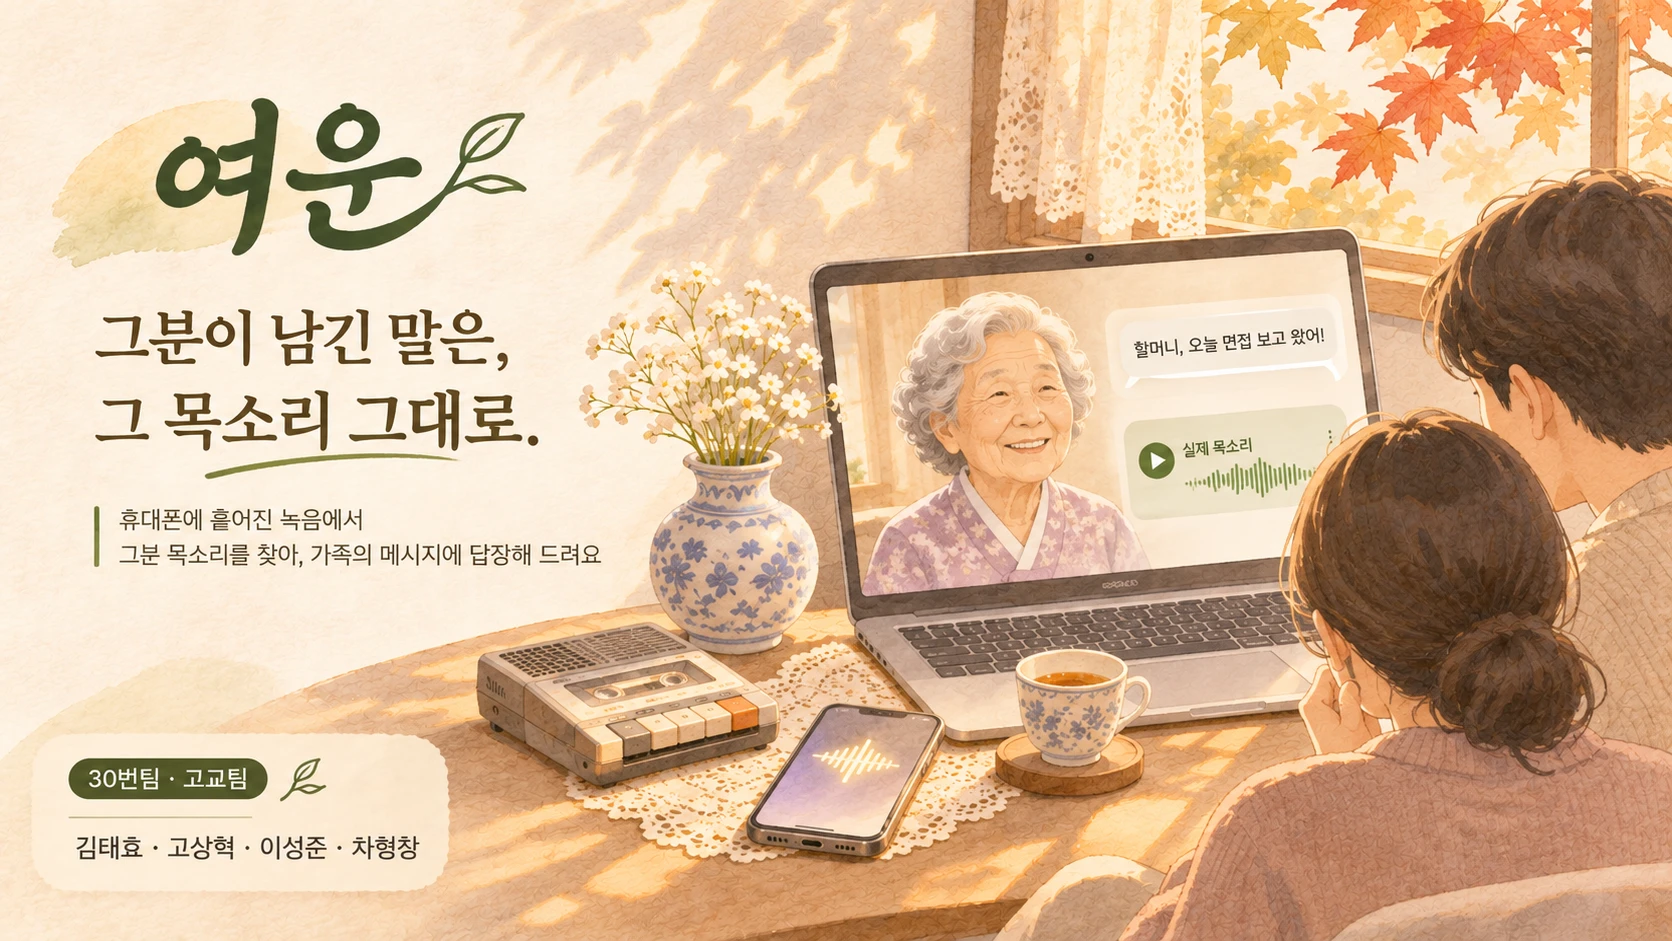 여운
그분이 남긴 말은,
그 목소리 그대로.
휴대폰에 흩어진 녹음에서
그분 목소리를 찾아, 가족의 메시지에 답장해 드려요
할머니, 오늘 면접 보고 왔어!
실제 목소리
30번팀 · 고교팀
김태효 · 고상혁 · 이성준 · 차형창